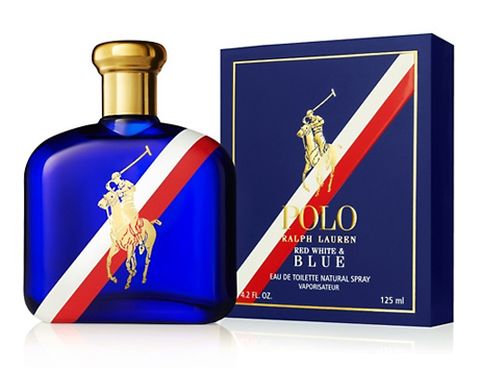 POLO
RALPH LAUREN
RED WHITE &
BLUE
EAU DE TOILETTE NATURAL SPRAY
VAPORISATEUR
4.2 FL. OZ. 125 ml